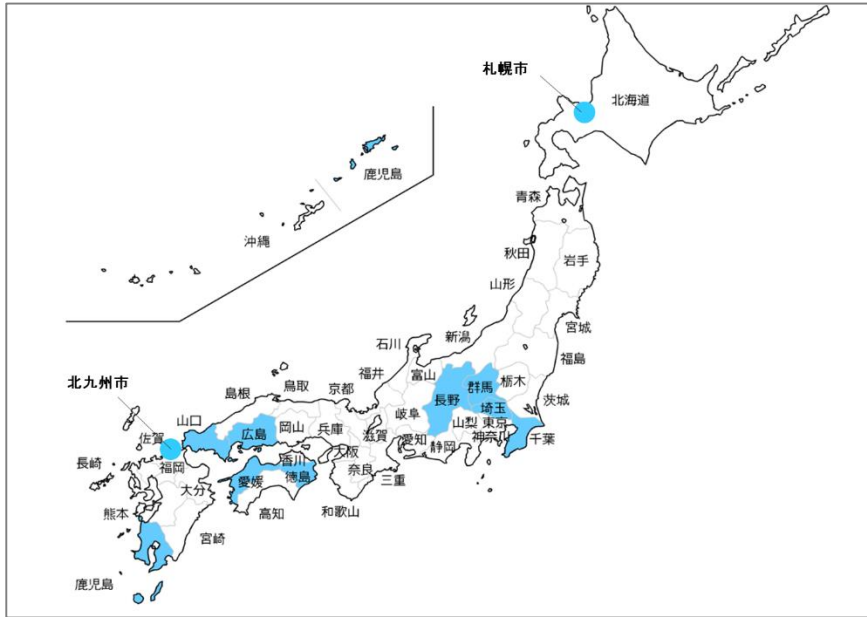 札幌市
北海道
鹿児島
青森
沖縄
秋田
岩手
山形
宮城
新潟
石川
福島
富山
福井
北九州市
鳥取
京都
島根
長野
群馬
栃木
茨城
埼玉
岐阜
山口
広島
岡山
兵庫
滋賀
山梨
東京
神奈川
千葉
佐賀
愛知
静岡
大阪
香川
長崎
福岡
奈良
三重
愛媛
徳島
大分
熊本
高知
和歌山
宮崎
鹿児島